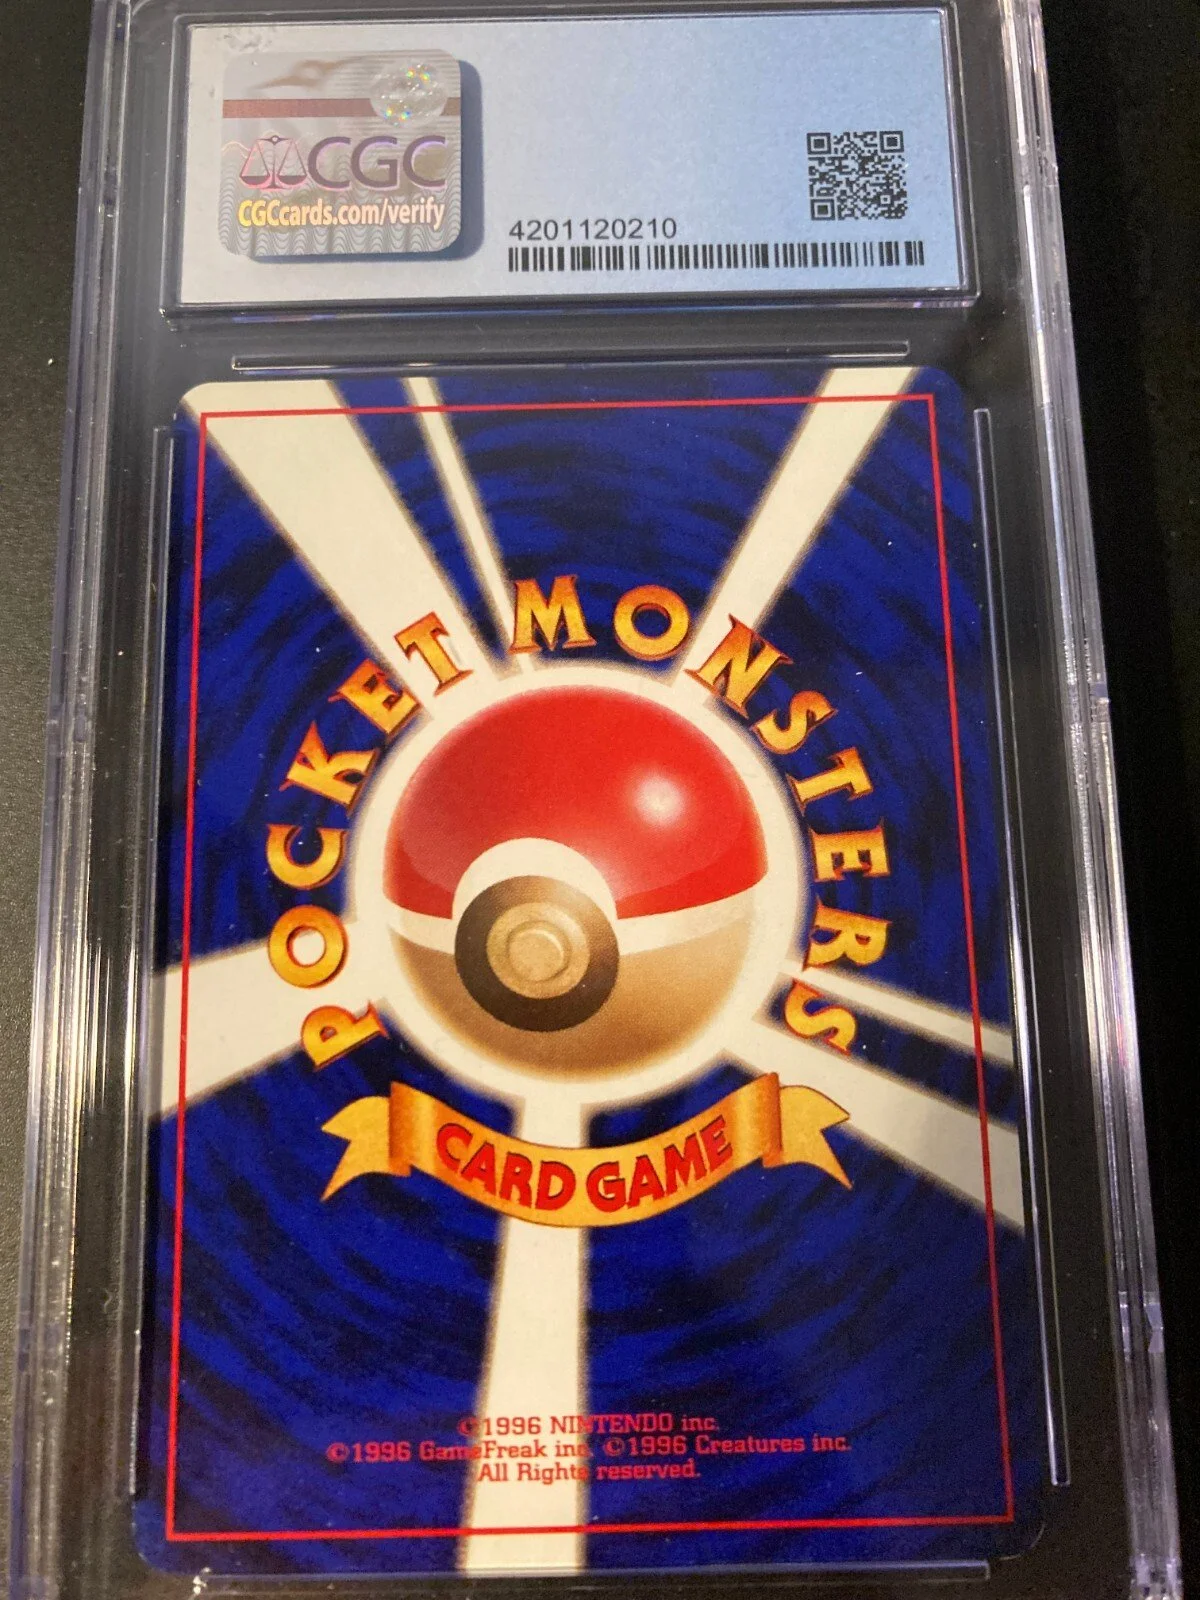 CGC
CGCcards.com/verify
4201120210
POCKET MONSTERS
CARD GAME
©1996 NINTENDO inc.
©1996 GameFreak inc. ©1996 Creatures inc.
All Rights reserved.